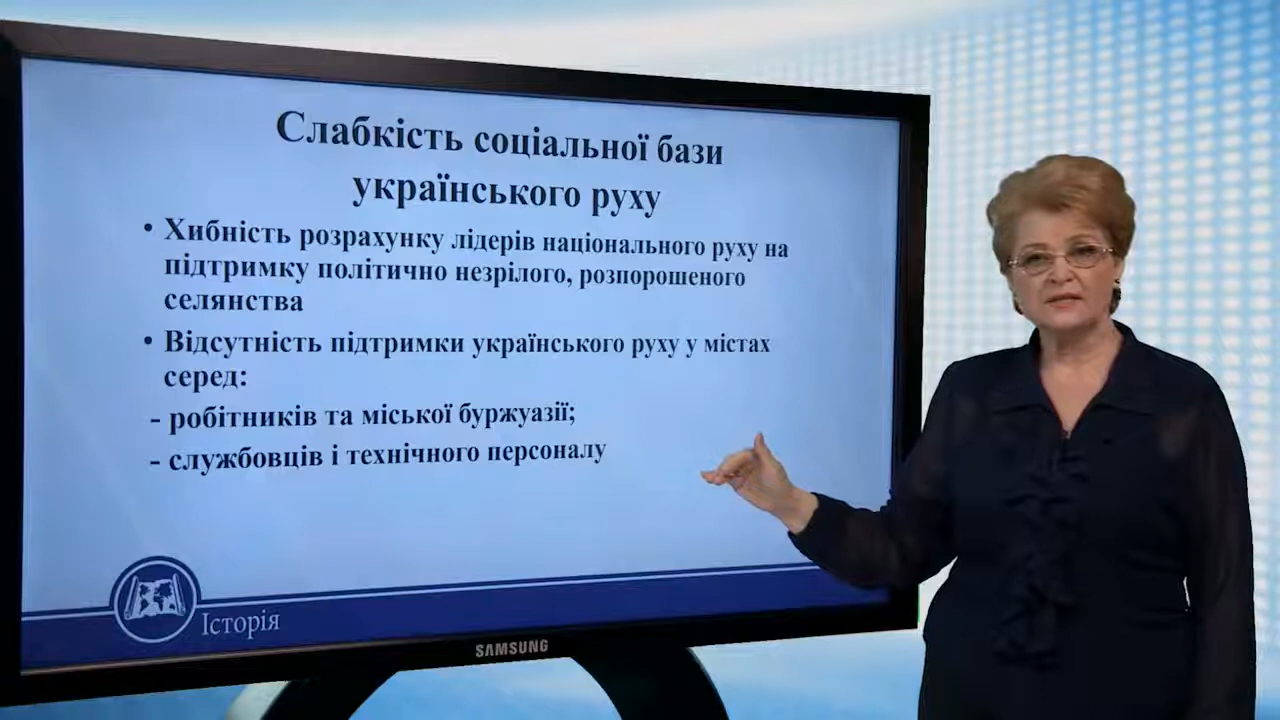 Слабкість соціальної бази
українського руху
• Хибність розрахунку лідерів національного руху на
підтримку політично незрілого, розпорошеного
селянства
• Відсутність підтримки українського руху у містах
серед:
- робітників та міської буржуазії;
- службовців і технічного персоналу
Історія
SAMSUNG